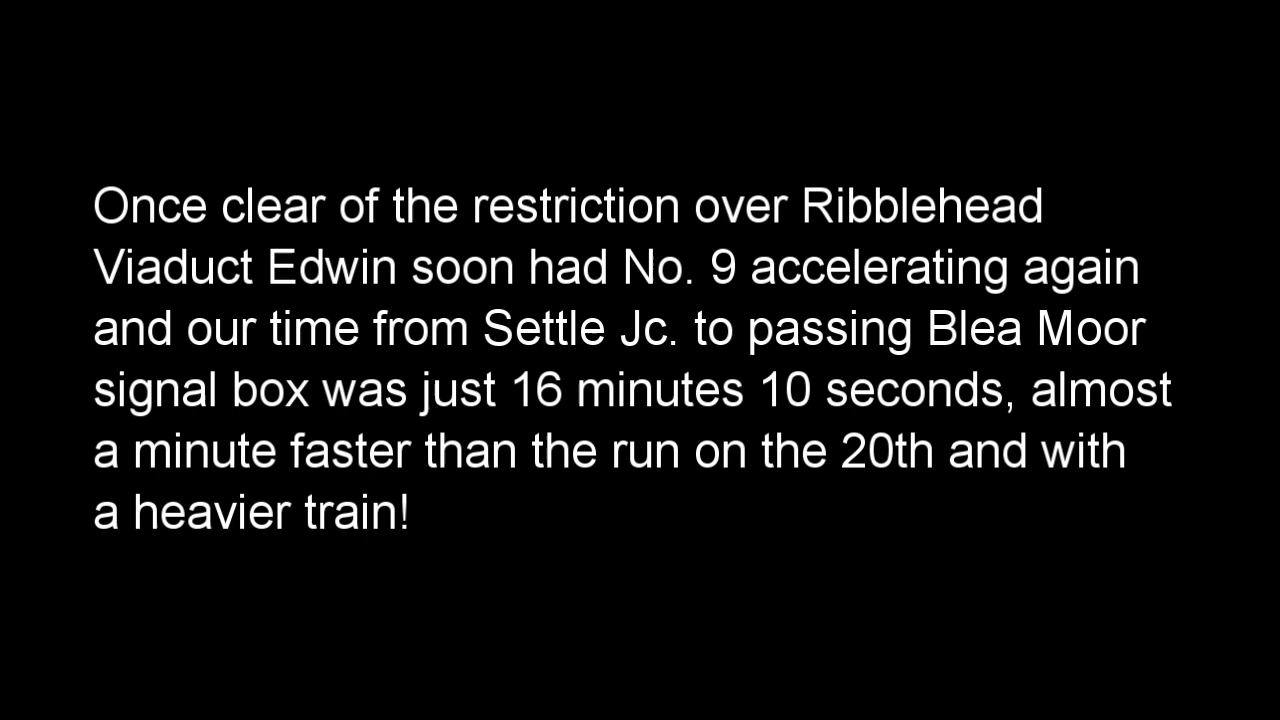 Once clear of the restriction over Ribblehead
Viaduct Edwin soon had No. 9 accelerating again
and our time from Settle Jc. to passing Blea Moor
signal box was just 16 minutes 10 seconds, almost
a minute faster than the run on the 20th and with
a heavier train!